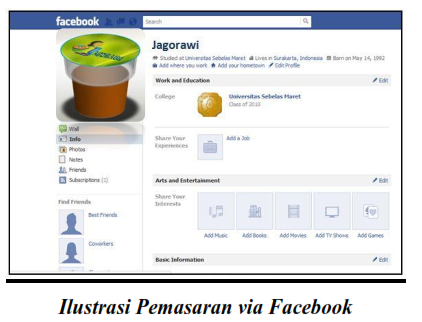 facebook
Search
Jagorawi
Studied at Universitas Sebelas Maret Lives in Surakarta, Indonesia Born on May 14, 1992
Add where you work Add your hometown Edit Profile
Work and Education
Edit
College
Universitas Sebelas Maret
Class of 2010
Share Your
Experiences
Add a Job
Arts and Entertainment
Edit
Share Your
Interests
Add Music Add Books Add Movies Add TV Shows Add Games
Basic Information
Edit
Wall
Info
Photos
Notes
Friends
Subscriptions (1)
Find Friends
Best Friends
Coworkers
Ilustrasi Pemasaran via Facebook